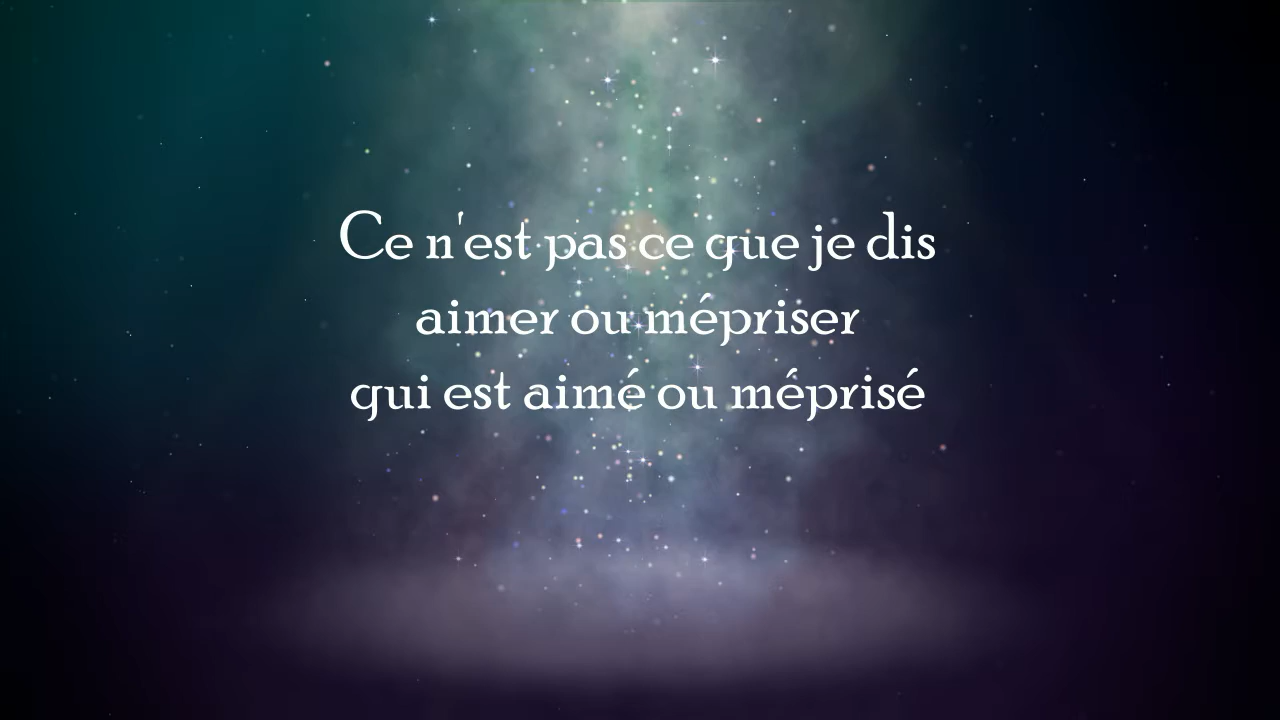 Ce n'est pas ce que je dis
aimer ou mépriser
qui est aimé ou méprisé